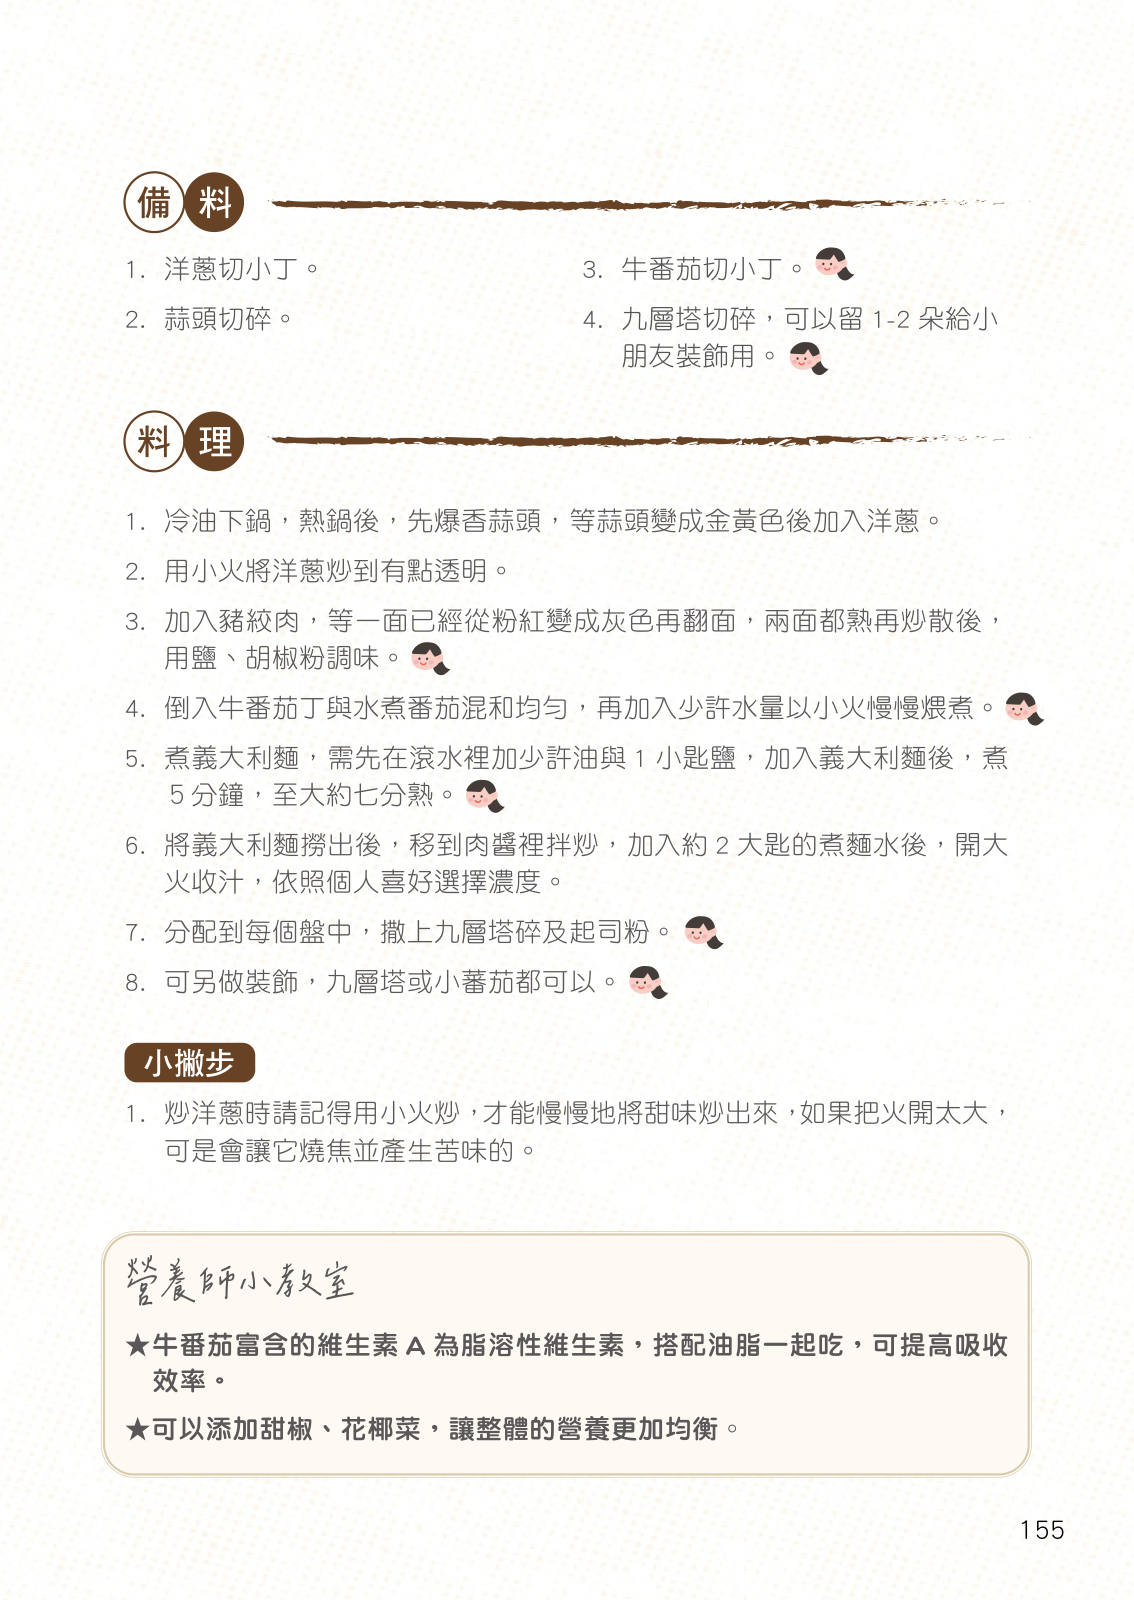 備料
1. 洋蔥切小丁。
2. 蒜頭切碎。
3. 牛番茄切小丁。
4. 九層塔切碎，可以留 1-2 朵給小
朋友裝飾用。
料理
1. 冷油下鍋，熱鍋後，先爆香蒜頭，等蒜頭變成金黃色後加入洋蔥。
2. 用小火將洋蔥炒到有點透明。
3. 加入豬絞肉，等一面已經從粉紅變成灰色再翻面，兩面都熟再炒散後，
用鹽、胡椒粉調味。
4. 倒入牛番茄丁與水煮番茄混和均勻，再加入少許水量以小火慢慢煨煮。
5. 煮義大利麵，需先在滾水裡加少許油與 1 小匙鹽，加入義大利麵後，煮
5 分鐘，至大約七分熟。
6. 將義大利麵撈出後，移到肉醬裡拌炒，加入約 2 大匙的煮麵水後，開大
火收汁，依照個人喜好選擇濃度。
7. 分配到每個盤中，撒上九層塔碎及起司粉。
8. 可另做裝飾，九層塔或小蕃茄都可以。
小撇步
1. 炒洋蔥時請記得用小火炒，才能慢慢地將甜味炒出來，如果把火開太大，
可是會讓它燒焦並產生苦味的。
營養師小教室
★牛番茄富含的維生素 A 為脂溶性維生素，搭配油脂一起吃，可提高吸收
效率。
★可以添加甜椒、花椰菜，讓整體的營養更加均衡。
155